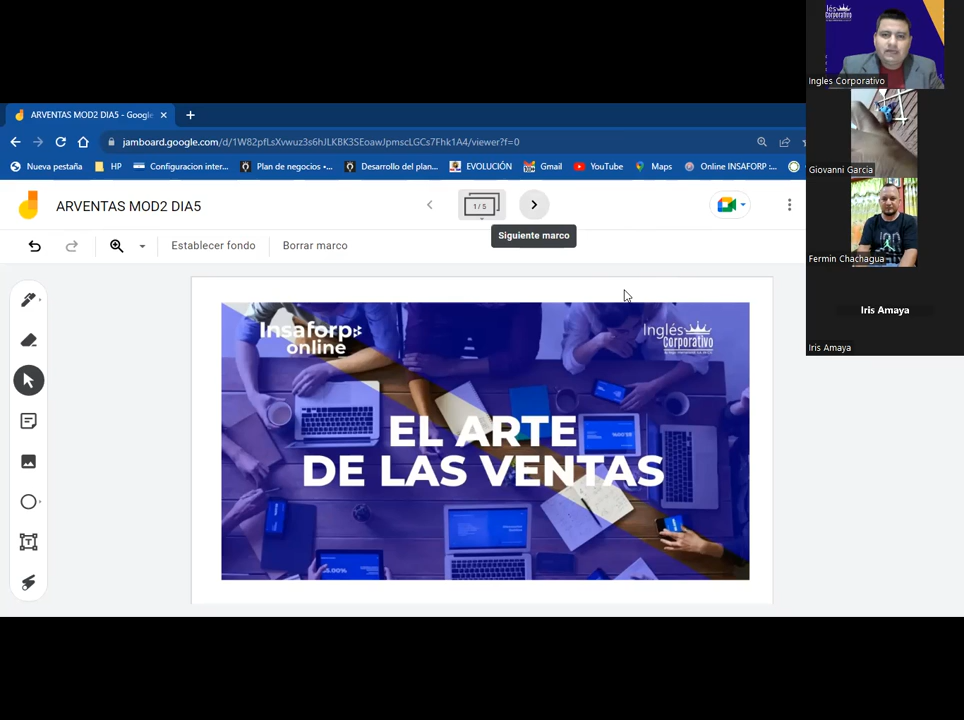 ARVENTAS MOD2 DIA5 - Google
jamboard.google.com/d/1W82pfLsXvwuz3s6hJLKBK3SEoawJpmscLGCs7Fhk1A4/viewer?f=0
Nueva pestaña
HP
Configuracion inter...
Plan de negocios •...
Desarrollo del plan...
EVOLUCIÓN
Gmail
YouTube
Maps
Online INSAFORP :...
ARVENTAS MOD2 DIA5
1/5
Siguiente marco
Establecer fondo
Borrar marco
Insaforp
online
Inglés
Corporativo
EL ARTE
DE LAS VENTAS
Corporativo
Ingles Corporativo
Giovanni Garcia
Fermin Chachagua
Iris Amaya
Iris Amaya